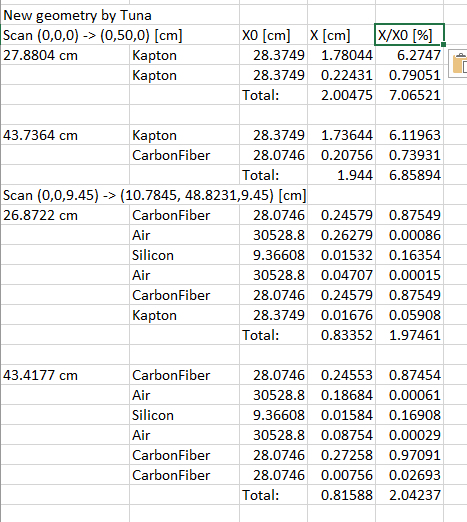 New geometry by Tuna
Scan (0,0,0) -> (0,50,0) [cm] X0 [cm] X [cm] X/X0 [%]
27.8804 cm Kapton 28.3749 1.78044 6.2747
Kapton 28.3749 0.22431 0.79051
Total: 2.00475 7.06521
43.7364 cm Kapton 28.3749 1.73644 6.11963
CarbonFiber 28.0746 0.20756 0.73931
Total: 1.944 6.85894
Scan (0,0,9.45) -> (10.7845, 48.8231,9.45) [cm]
26.8722 cm CarbonFiber 28.0746 0.24579 0.87549
Air 30528.8 0.26279 0.00086
Silicon 9.36608 0.01532 0.16354
Air 30528.8 0.04707 0.00015
CarbonFiber 28.0746 0.24579 0.87549
Kapton 28.3749 0.01676 0.05908
Total: 0.83352 1.97461
43.4177 cm CarbonFiber 28.0746 0.24553 0.87454
Air 30528.8 0.18684 0.00061
Silicon 9.36608 0.01584 0.16908
Air 30528.8 0.08754 0.00029
CarbonFiber 28.0746 0.27258 0.97091
CarbonFiber 28.0746 0.00756 0.02693
Total: 0.81588 2.04237